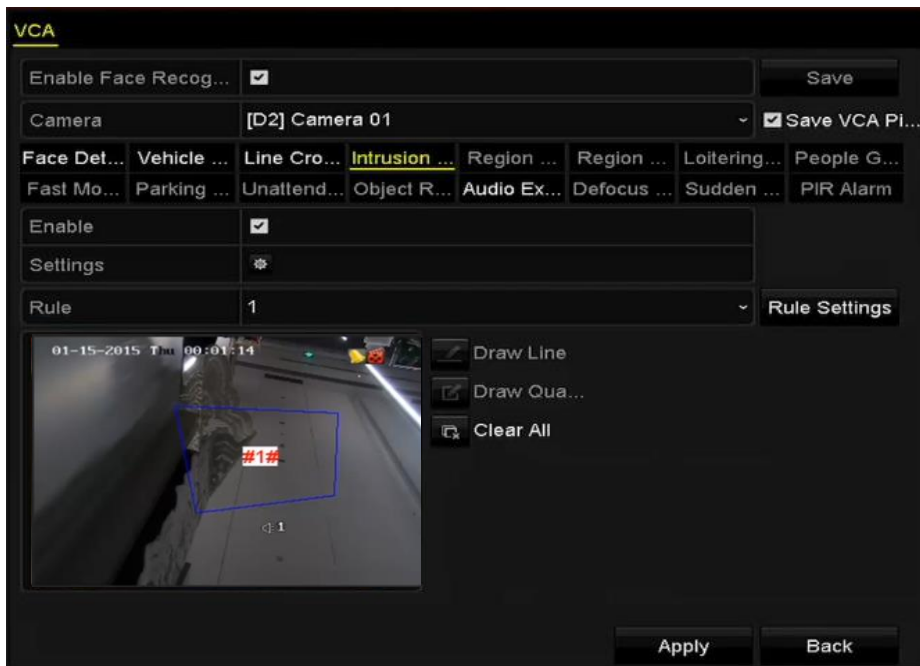 VCA
Enable Face Recog... Save
Camera [D2] Camera 01 Save VCA Pi...
Face Det... Vehicle ... Line Cro... Intrusion ... Region ... Region ... Loitering... People G...
Fast Mo... Parking ... Unattend... Object R... Audio Ex... Defocus ... Sudden ... PIR Alarm
Enable
Settings
Rule 1 Rule Settings
01-15-2015 Thu 00:01:14
Draw Line
Draw Qua...
Clear All
#1#
1
Apply Back